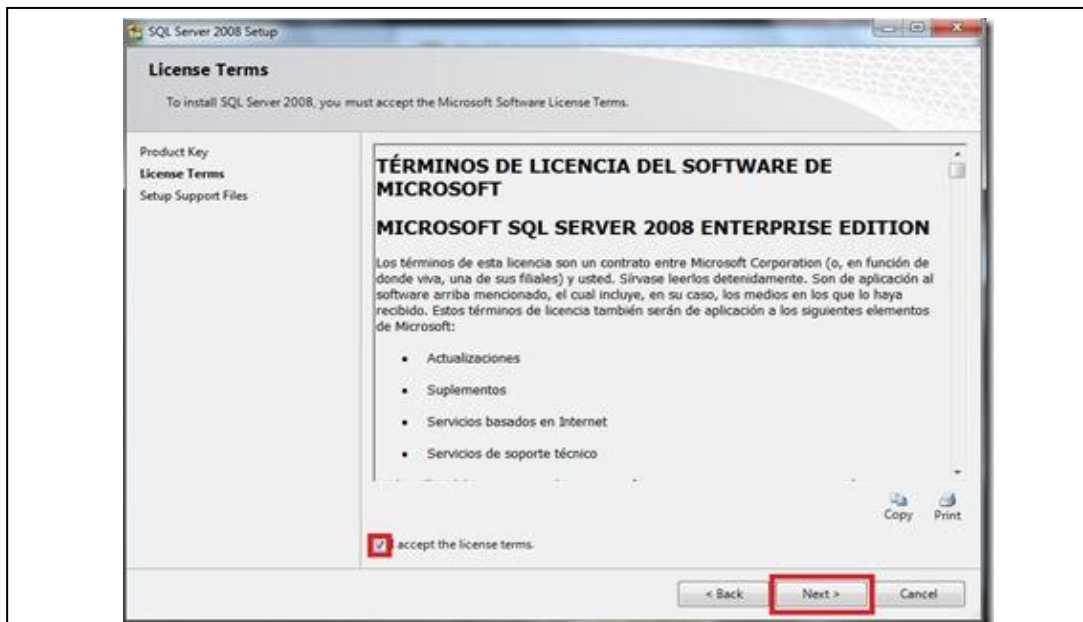 SQL Server 2008 Setup
License Terms
To install SQL Server 2008, you must accept the Microsoft Software License Terms.
Product Key
License Terms
Setup Support Files
TÉRMINOS DE LICENCIA DEL SOFTWARE DE
MICROSOFT
MICROSOFT SQL SERVER 2008 ENTERPRISE EDITION
Los términos de esta licencia son un contrato entre Microsoft Corporation (o, en función de
donde viva, una de sus filiales) y usted. Sírvase leerlos detenidamente. Son de aplicación al
software arriba mencionado, el cual incluye, en su caso, los medios en los que lo haya
recibido. Estos términos de licencia también serán de aplicación a los siguientes elementos
de Microsoft:
• Actualizaciones
• Suplementos
• Servicios basados en Internet
• Servicios de soporte técnico
Copy Print
accept the license terms.
< Back Next > Cancel